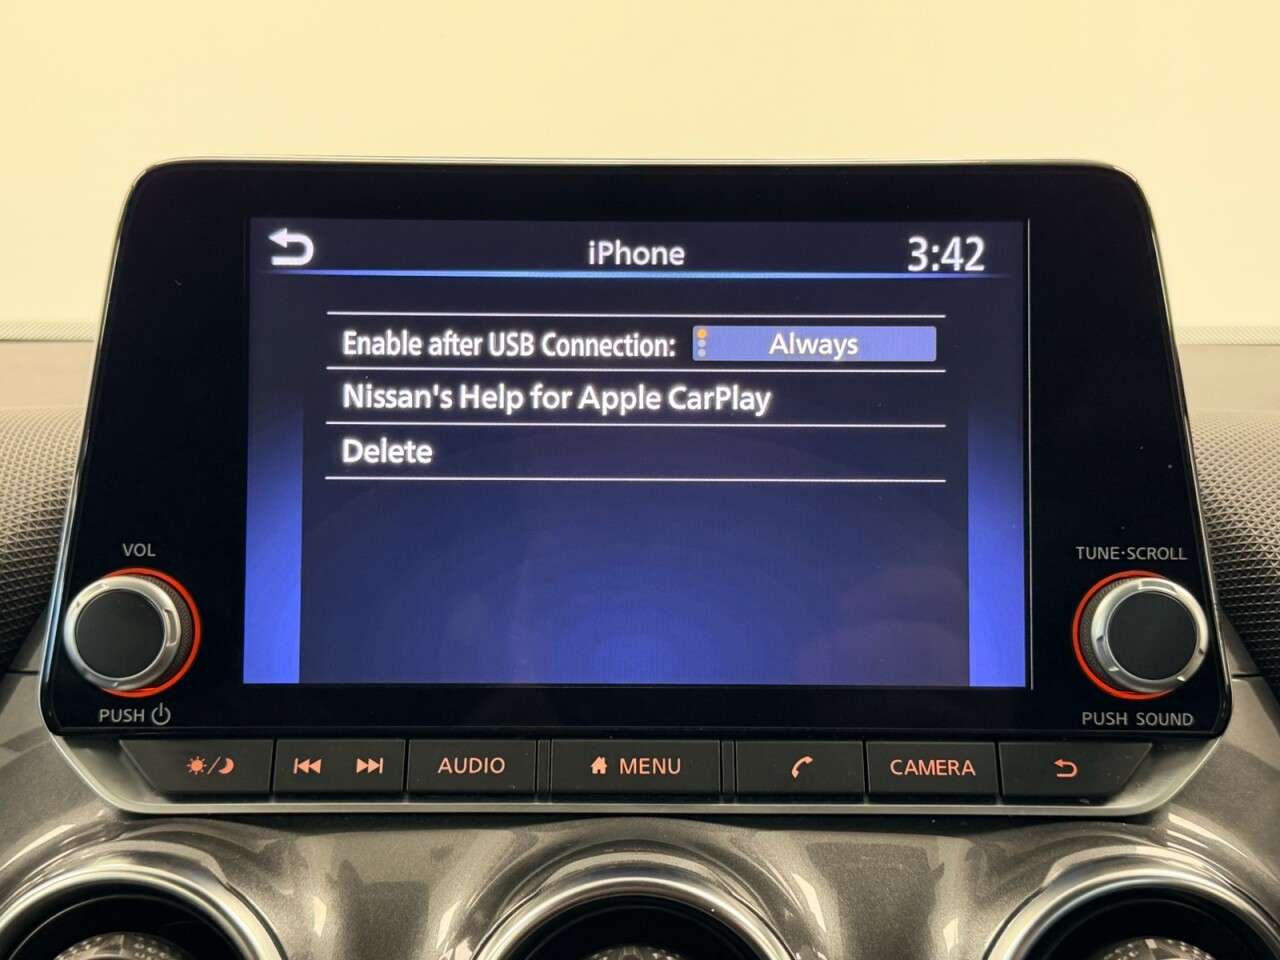 iPhone 3:42
Enable after USB Connection: Always
Nissan's Help for Apple CarPlay
Delete
VOL
TUNE·SCROLL
PUSH
PUSH SOUND
AUDIO
MENU
CAMERA